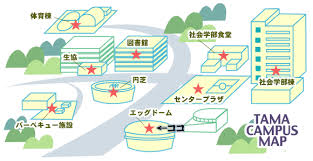 体育棟
図書館
社会学部食堂
生協
円芝
社会学部棟
バーベキュー施設
センタープラザ
エッグドーム
←ココ
TAMA
CAMPUS
MAP